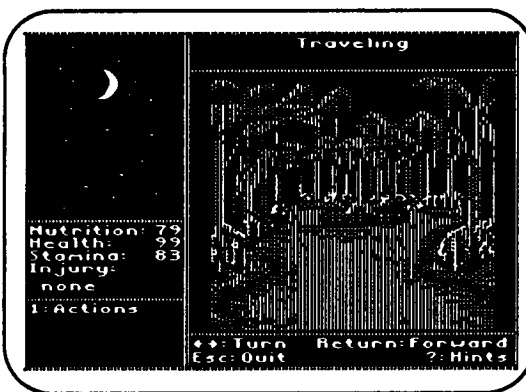 Traveling
Nutrition: 79
Health: 99
Stamina: 83
Injury:
none
1: Actions
↔: Turn Return: Forward
Esc: Quit ?: Hints